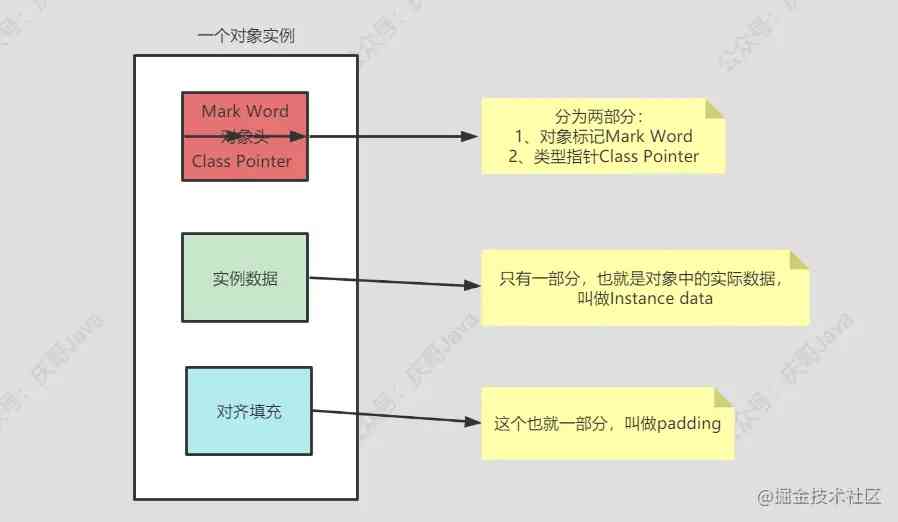 一个对象实例
Mark Word
对象头
Class Pointer
分为两部分：
1、对象标记Mark Word
2、类型指针Class Pointer
实例数据
只有一部分，也就是对象中的实际数据，
叫做Instance data
对齐填充
这个也就一部分，叫做padding
公众号：庆哥Java
@掘金技术社区